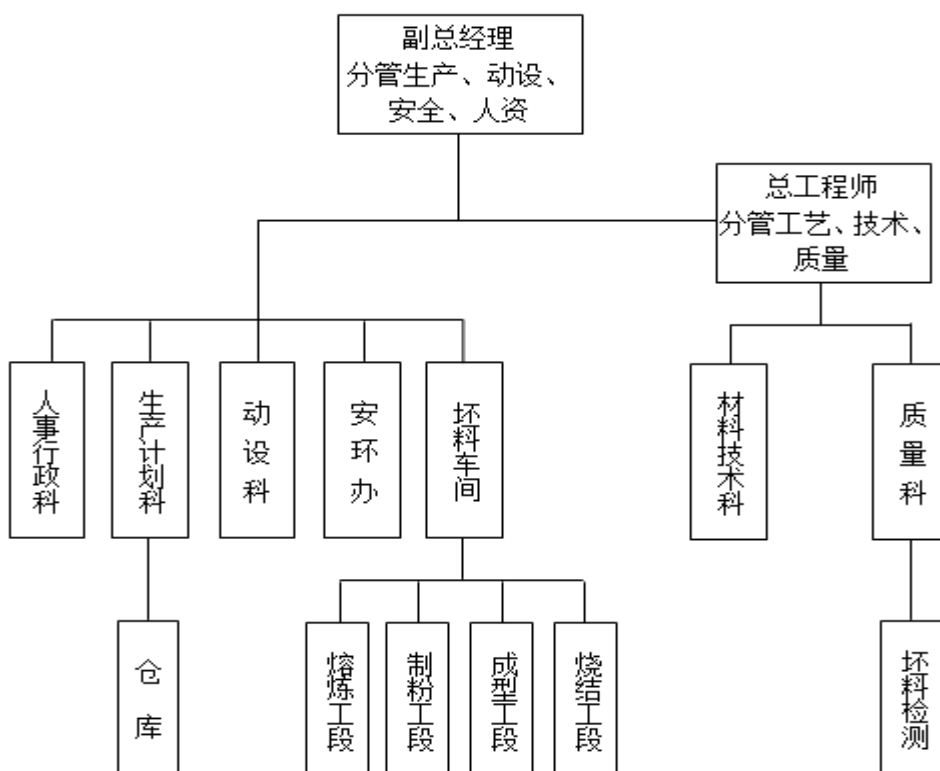 副总经理
分管生产、动设、
安全、人资
总工程师
分管工艺、技术、
质量
人事行政科
生产计划科
动设科
安环办
坯料车间
材料技术科
质量科
仓库
熔炼工段
制粉工段
成型工段
烧结工段
坯料检测